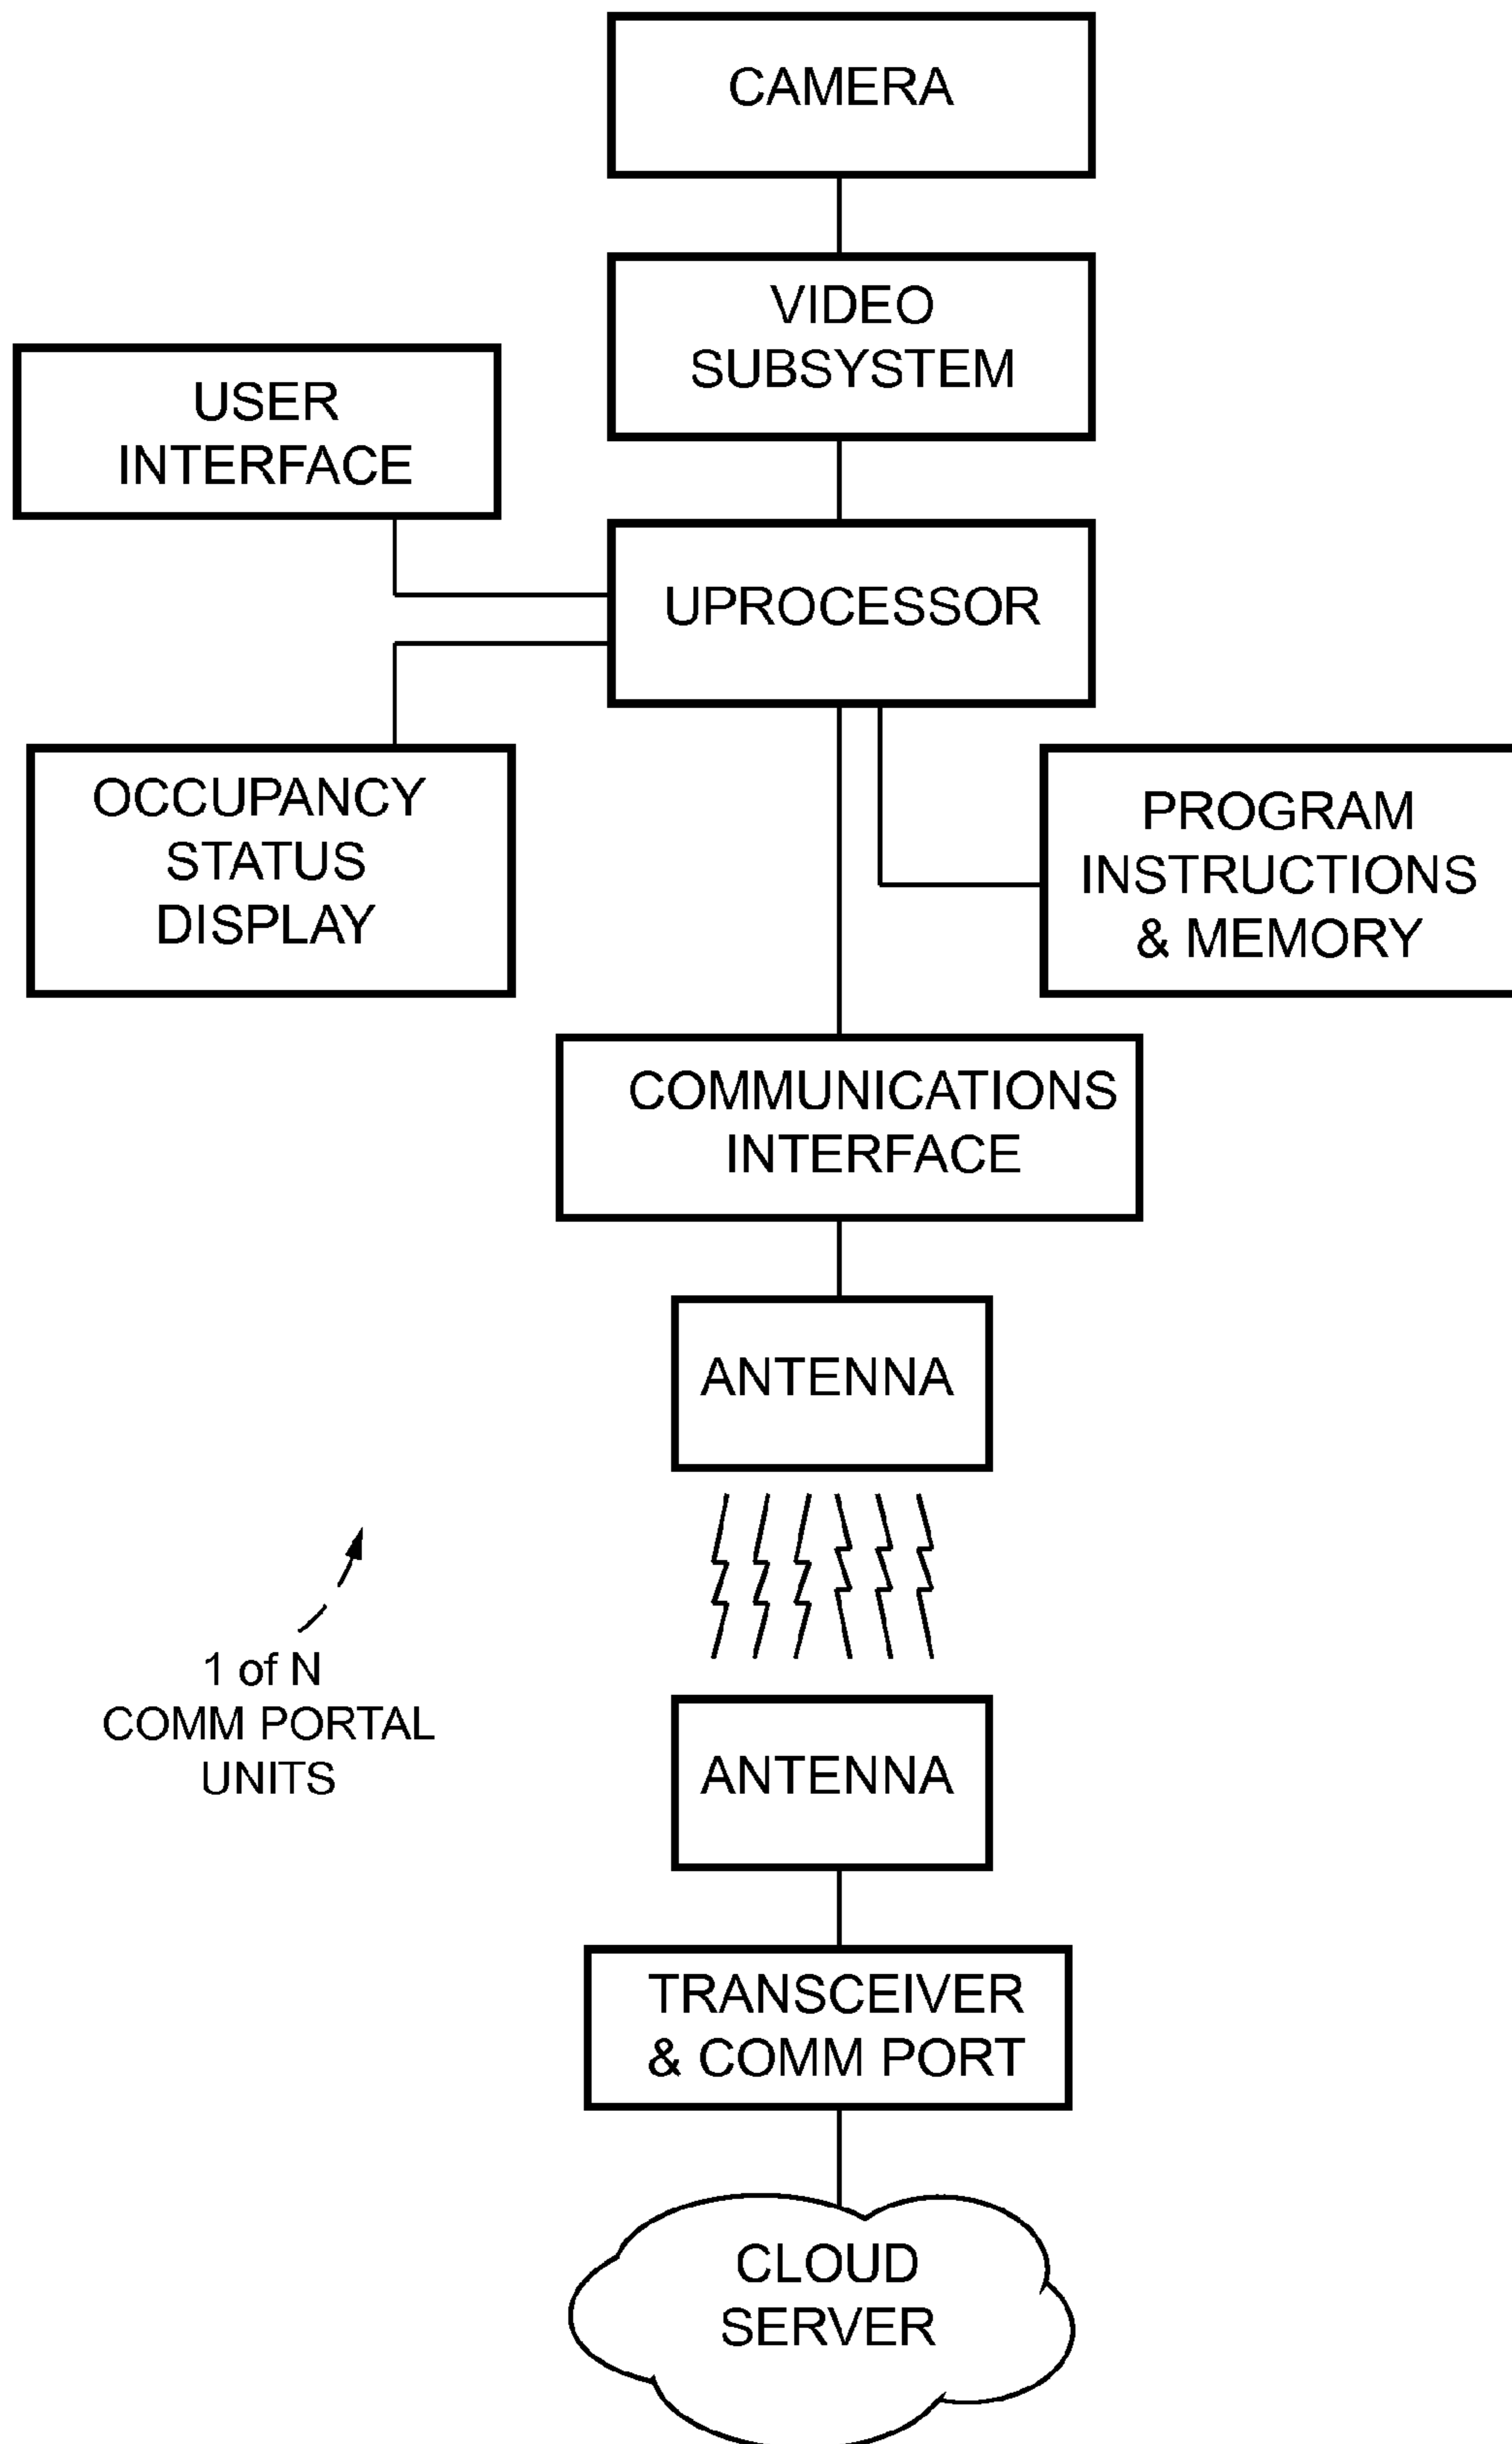 CAMERA
VIDEO
SUBSYSTEM
USER
INTERFACE
UPROCESSOR
OCCUPANCY
STATUS
DISPLAY
PROGRAM
INSTRUCTIONS
& MEMORY
COMMUNICATIONS
INTERFACE
ANTENNA
1 of N
COMM PORTAL
UNITS
ANTENNA
TRANSCEIVER
& COMM PORT
CLOUD
SERVER